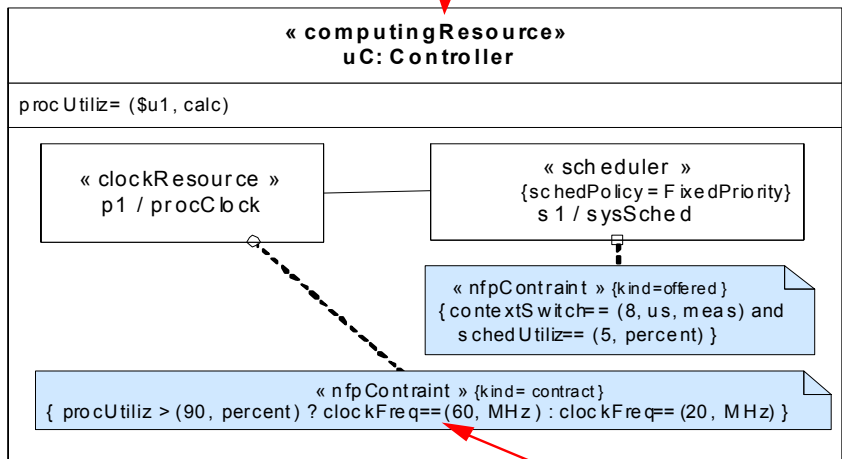 « computingResource»
uC: Controller
procUtiliz= ($u1, calc)
« clockResource »
p1 / procClock
« scheduler »
{schedPolicy = FixedPriority}
s1 / sysSched
« nfpContraint » {kind=offered }
{ contextSwitch== (8, us, meas) and
schedUtiliz== (5, percent) }
« nfpContraint » {kind= contract}
{ procUtiliz > (90, percent) ? clockFreq==(60, MHz) : clockFreq== (20, MHz) }